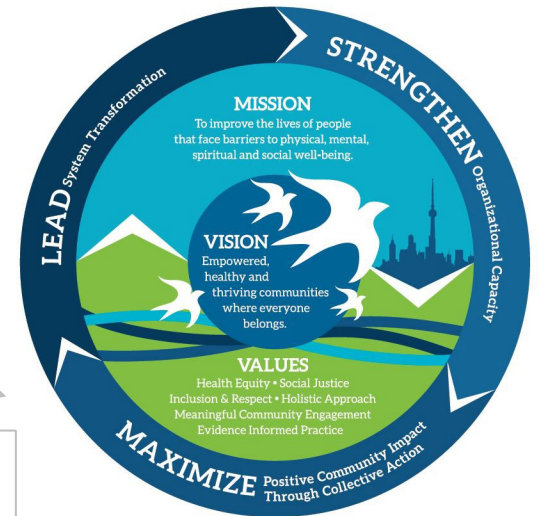 LEAD System Transformation
STRENGTHEN Organizational Capacity
MISSION
To improve the lives of people
that face barriers to physical, mental,
spiritual and social well-being.
VISION
Empowered,
healthy and
thriving communities
where everyone
belongs.
VALUES
Health Equity • Social Justice
Inclusion & Respect • Holistic Approach
Meaningful Community Engagement
Evidence Informed Practice
MAXIMIZE Positive Community Impact
Through Collective Action